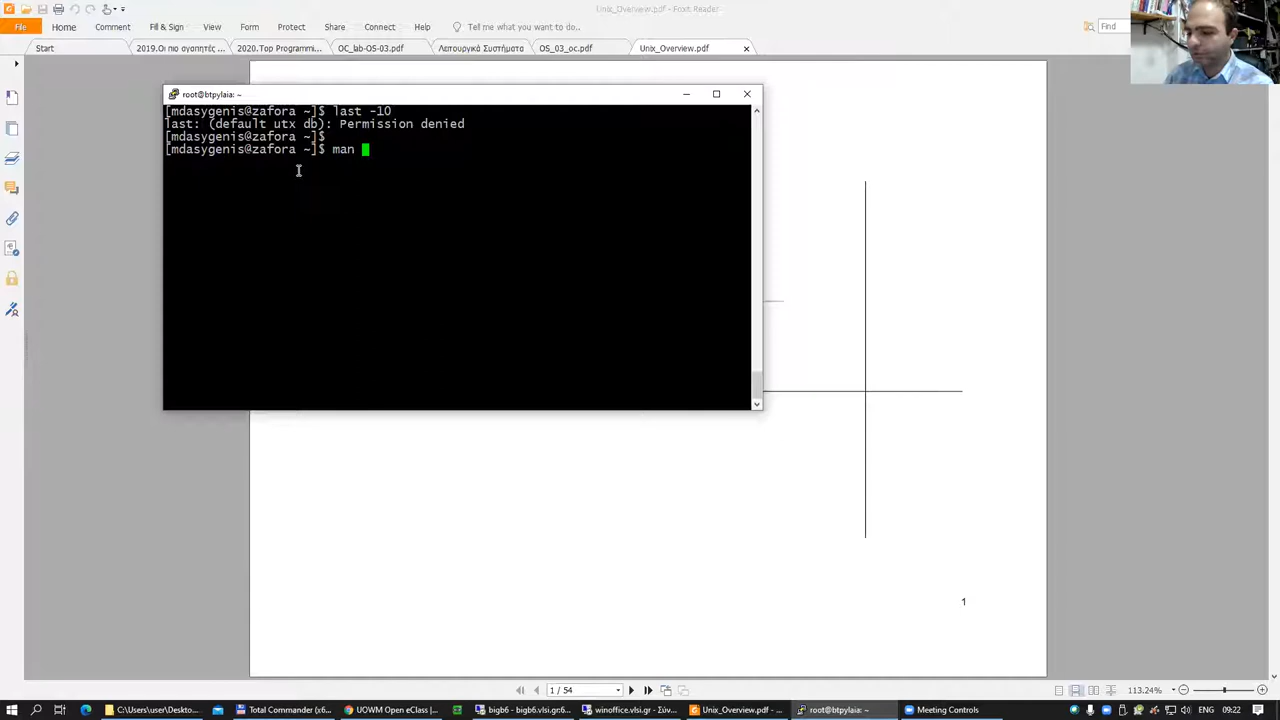 Unix_Overview.pdf - Foxit Reader
File Home Comment Fill & Sign View Form Protect Share Connect Help Tell me what you want to do... Find
Start 2019.Οι πιο αγαπητές ... 2020.Top Programmi... OC_lab-OS-03.pdf Λειτουργικά Συστήματα OS_03_oc.pdf Unix_Overview.pdf
root@btpylaia: ~
[mdasygenis@zafora ~]$ last -10
last: (default utx db): Permission denied
[mdasygenis@zafora ~]$
[mdasygenis@zafora ~]$ man
1
1 / 54 113.24%
C:\Users\user\Deskto... Total Commander (x6... UOWM Open eClass |... bigb6 - bigb6.vlsi.gr:6... winoffice.vlsi.gr - Σύν... Unix_Overview.pdf - ... root@btpylaia: ~ Meeting Controls ENG 09:22